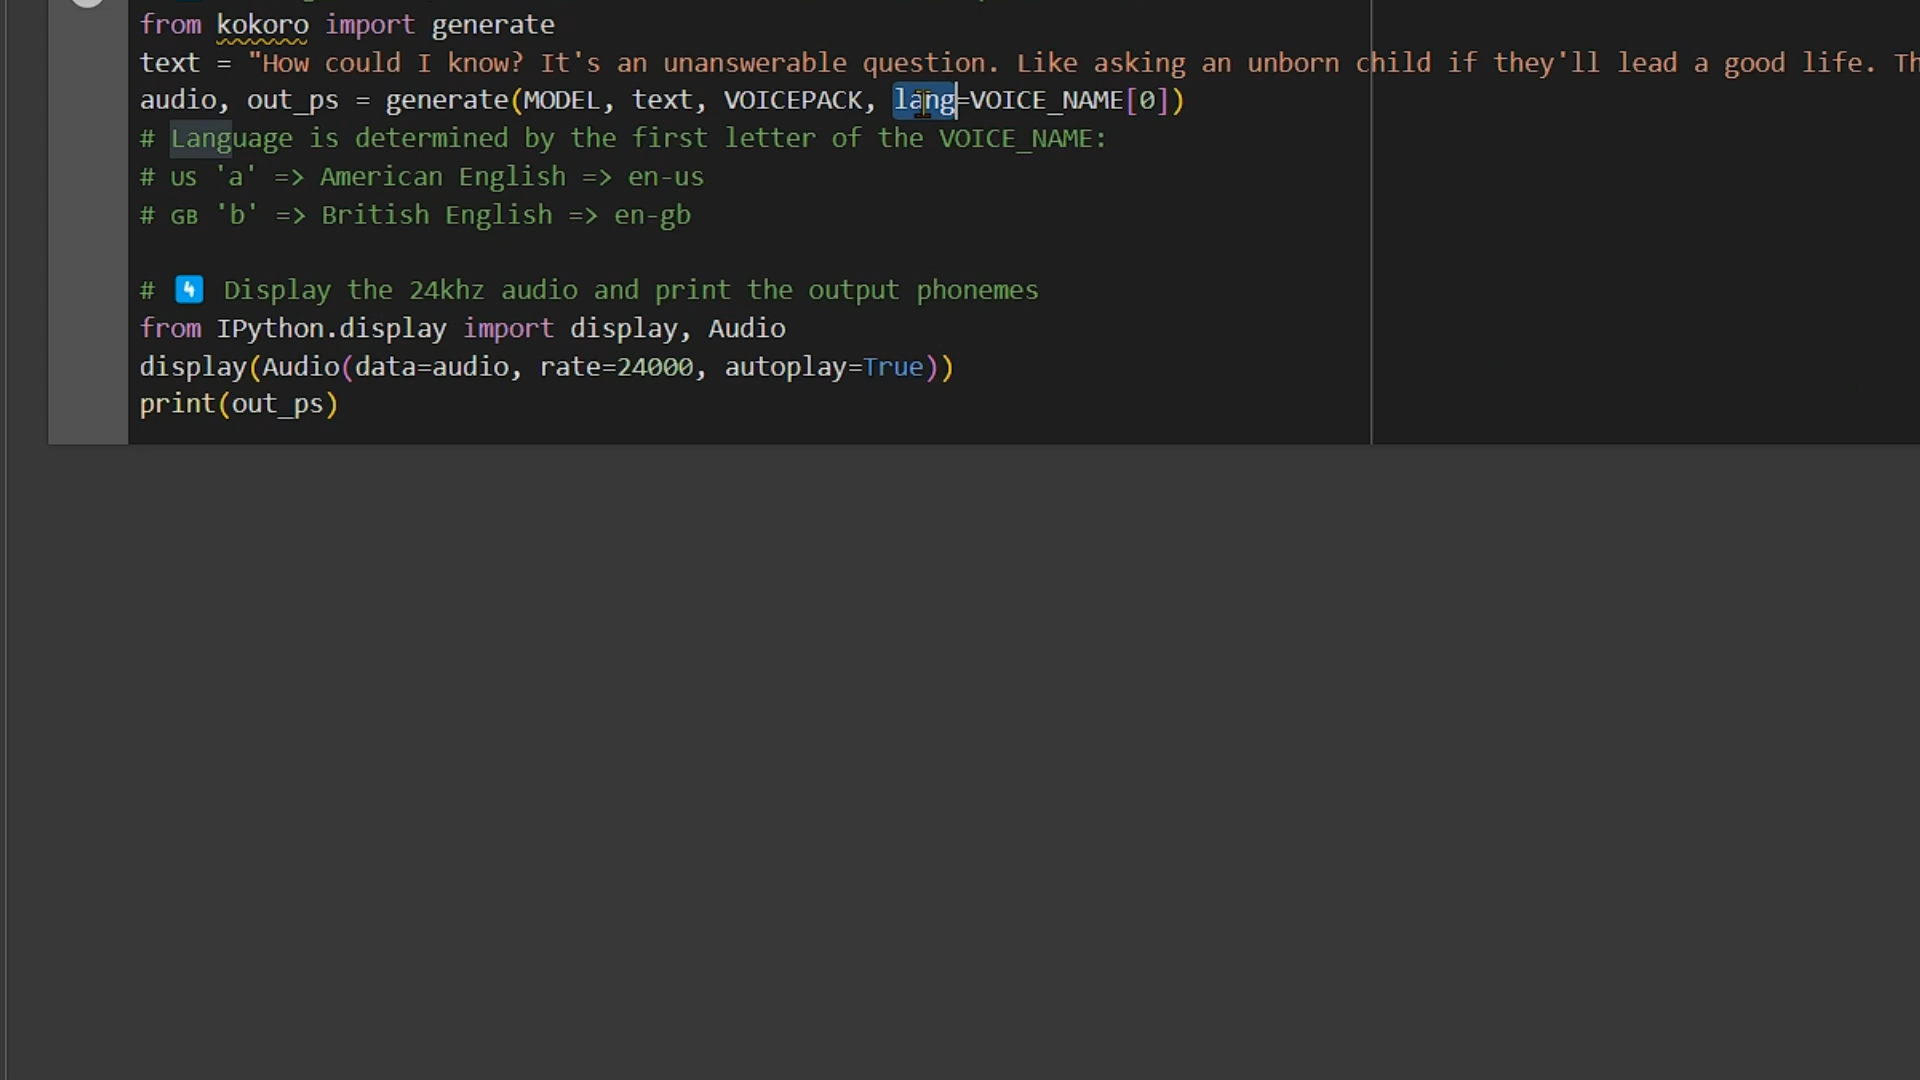 from kokoro import generate
text = "How could I know? It's an unanswerable question. Like asking an unborn child if they'll lead a good life. Th
audio, out_ps = generate(MODEL, text, VOICEPACK, lang=VOICE_NAME[0])
# Language is determined by the first letter of the VOICE_NAME:
# US 'a' => American English => en-us
# GB 'b' => British English => en-gb
# 4 Display the 24khz audio and print the output phonemes
from IPython.display import display, Audio
display(Audio(data=audio, rate=24000, autoplay=True))
print(out_ps)